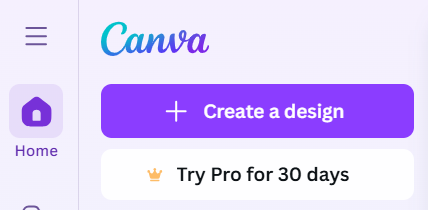 Canva
Create a design
Home
Try Pro for 30 days